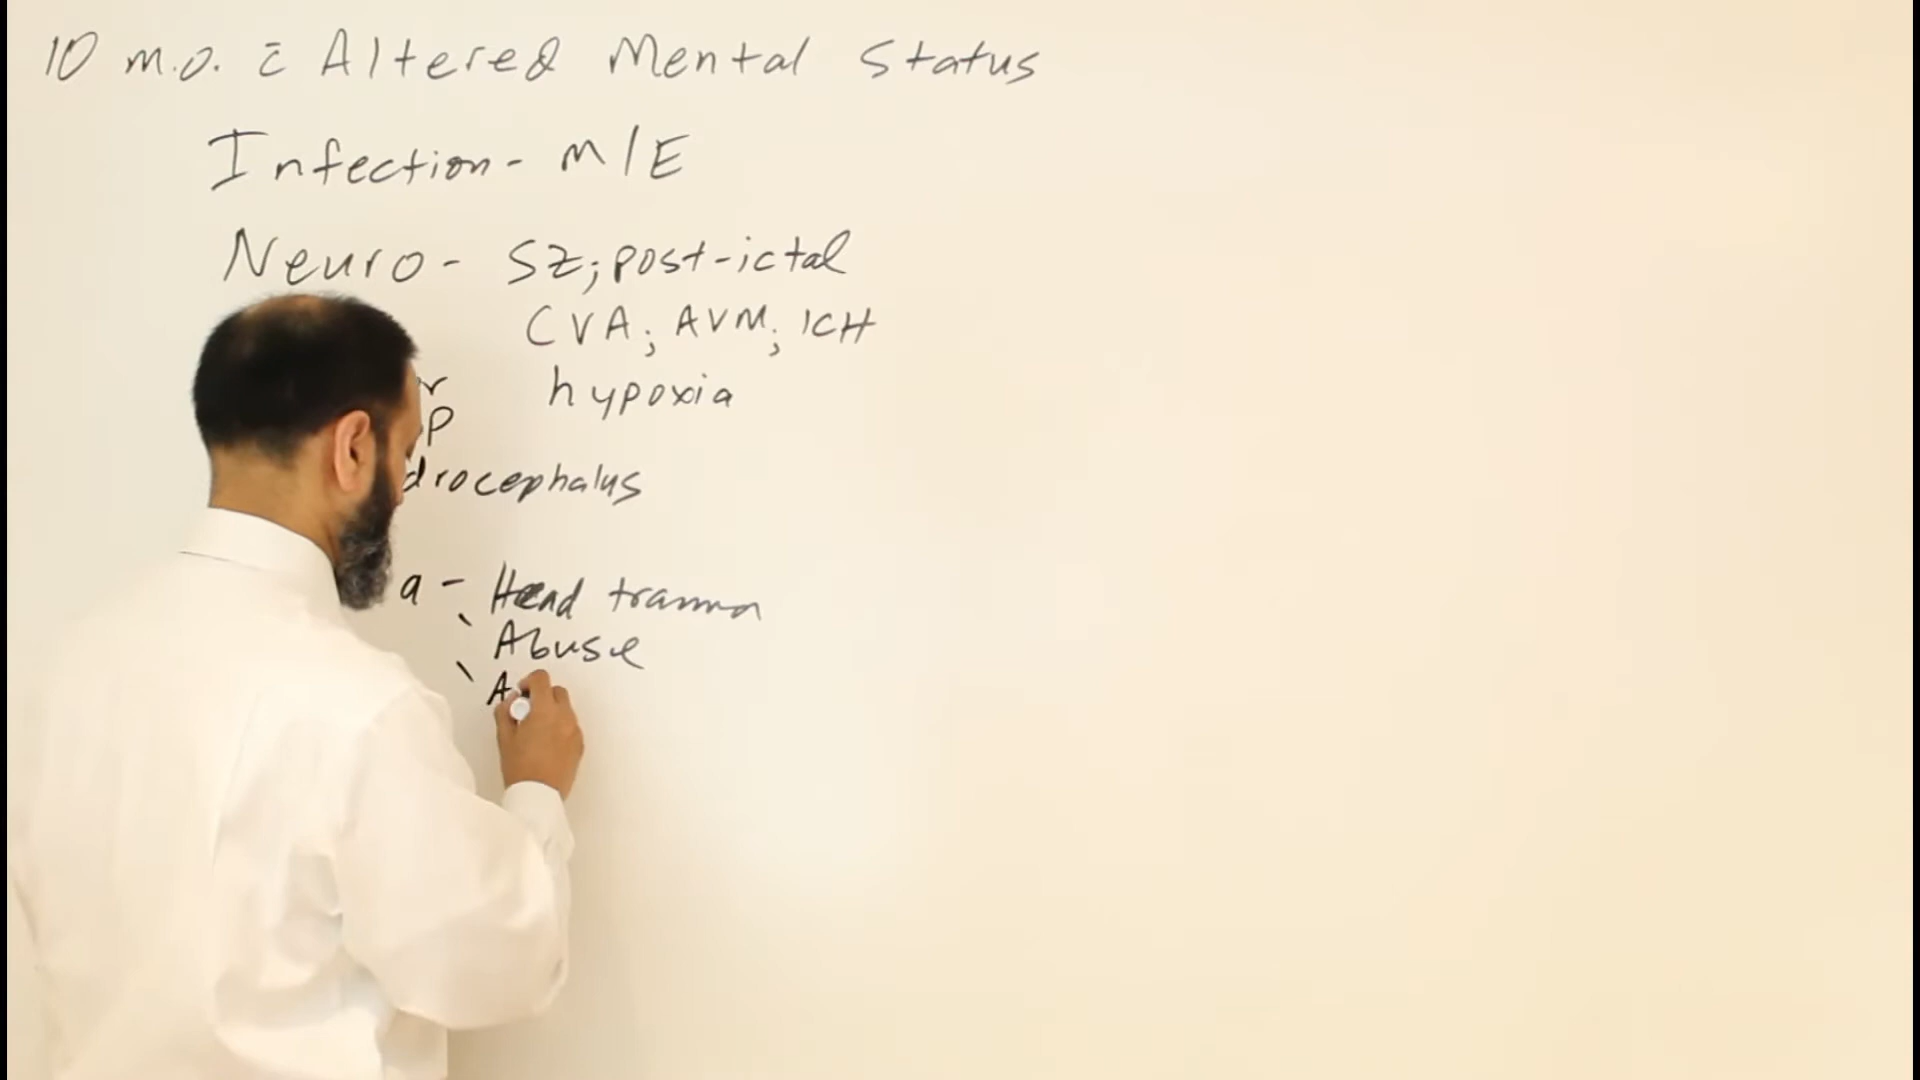 10 m.o. c̄ Altered Mental Status
Infection - M/E
Neuro - SZ; post-ictal
CVA; AVM; ICH
hypoxia
r
P
drocephalus
a - Head trauma
Abuse
A